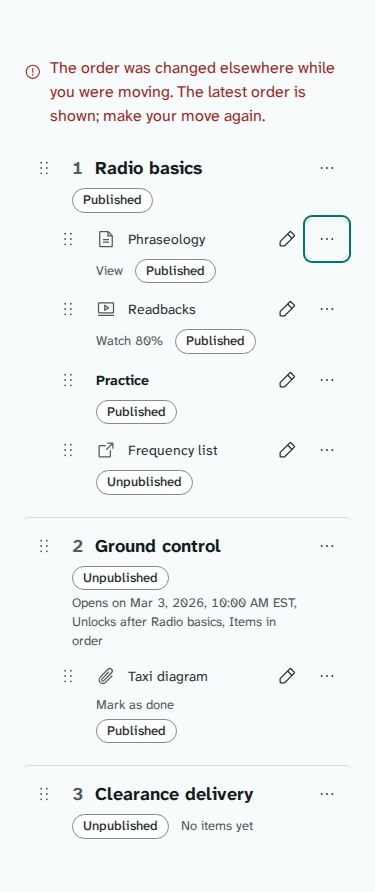 The order was changed elsewhere while
you were moving. The latest order is
shown; make your move again.
1 Radio basics
Published
Phraseology
View Published
Readbacks
Watch 80% Published
Practice
Published
Frequency list
Unpublished
2 Ground control
Unpublished
Opens on Mar 3, 2026, 10:00 AM EST,
Unlocks after Radio basics, Items in
order
Taxi diagram
Mark as done
Published
3 Clearance delivery
Unpublished No items yet